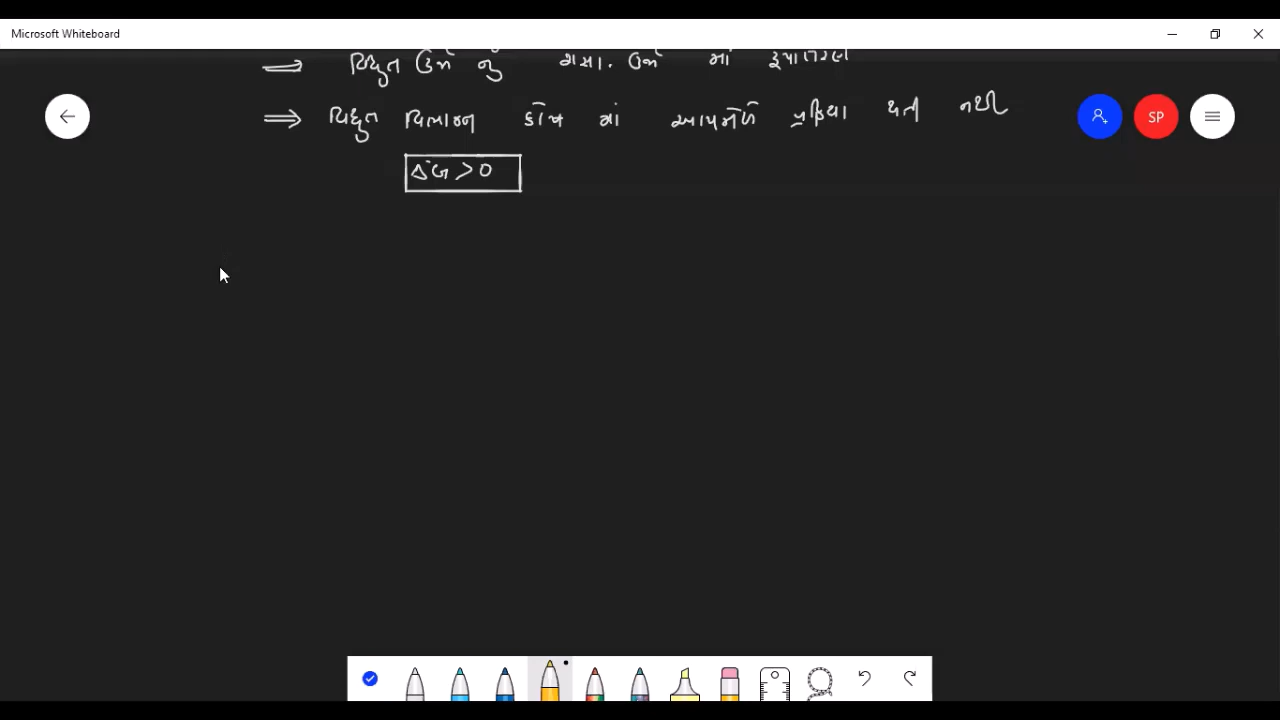 Microsoft Whiteboard
⇒ વિદ્યુત ઉર્જા નું રાસા. ઉર્જા માં રૂપાંતરણ
⇒ વિદ્યુત વિભાજન કોષ માં આપમેળે પ્રક્રિયા થતી નથી
SP
ΔG > 0